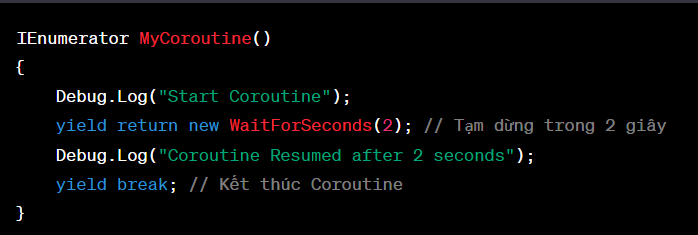 IEnumerator MyCoroutine()
{
    Debug.Log("Start Coroutine");
    yield return new WaitForSeconds(2); // Tạm dừng trong 2 giây
    Debug.Log("Coroutine Resumed after 2 seconds");
    yield break; // Kết thúc Coroutine
}